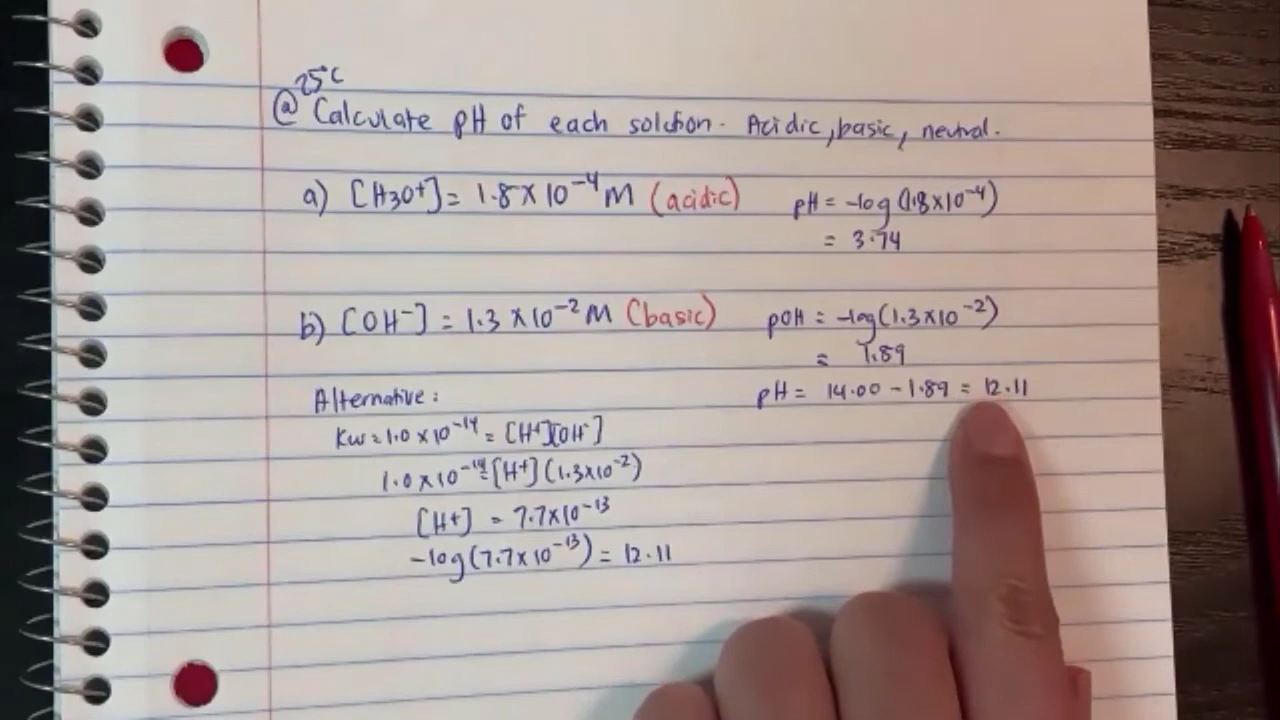 @ 25°C Calculate pH of each solution. Acidic, basic, neutral.
a) [H3O+] = 1.8 x 10^-4 M (acidic)
pH = -log(1.8x10^-4)
= 3.74
b) [OH-] = 1.3 x 10^-2 M (basic)
pOH = -log(1.3x10^-2)
= 1.89
pH = 14.00 - 1.89 = 12.11
Alternative:
Kw = 1.0 x 10^-14 = [H+][OH-]
1.0 x 10^-14 = [H+](1.3x10^-2)
[H+] = 7.7x10^-13
-log(7.7x10^-13) = 12.11